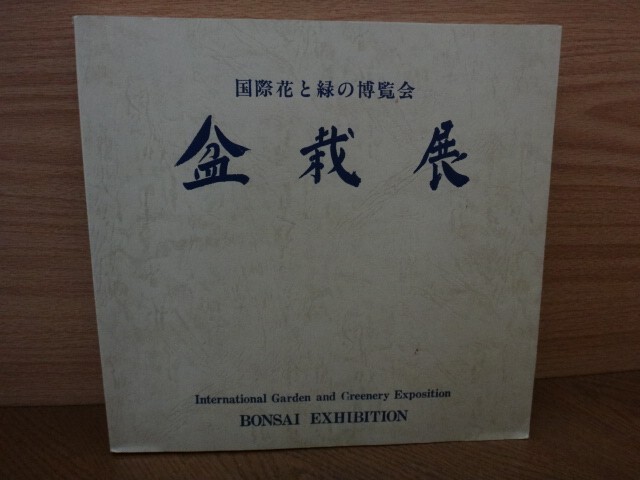 国際花と緑の博覧会
盆栽展
International Garden and Greenery Exposition
BONSAI EXHIBITION